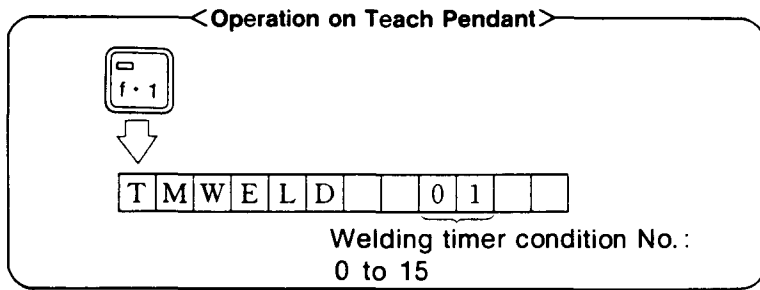 <Operation on Teach Pendant>
f・1
TMWELD  01
Welding timer condition No.:
0 to 15